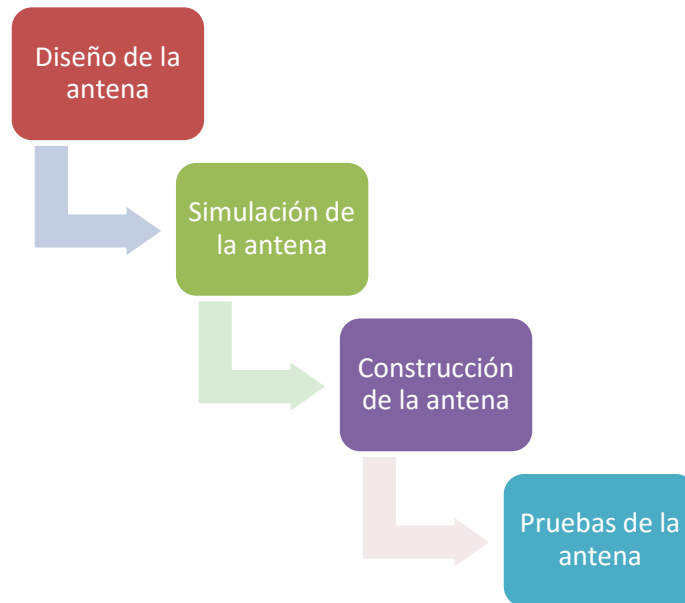 Diseño de la
antena
Simulación de
la antena
Construcción
de la antena
Pruebas de la
antena